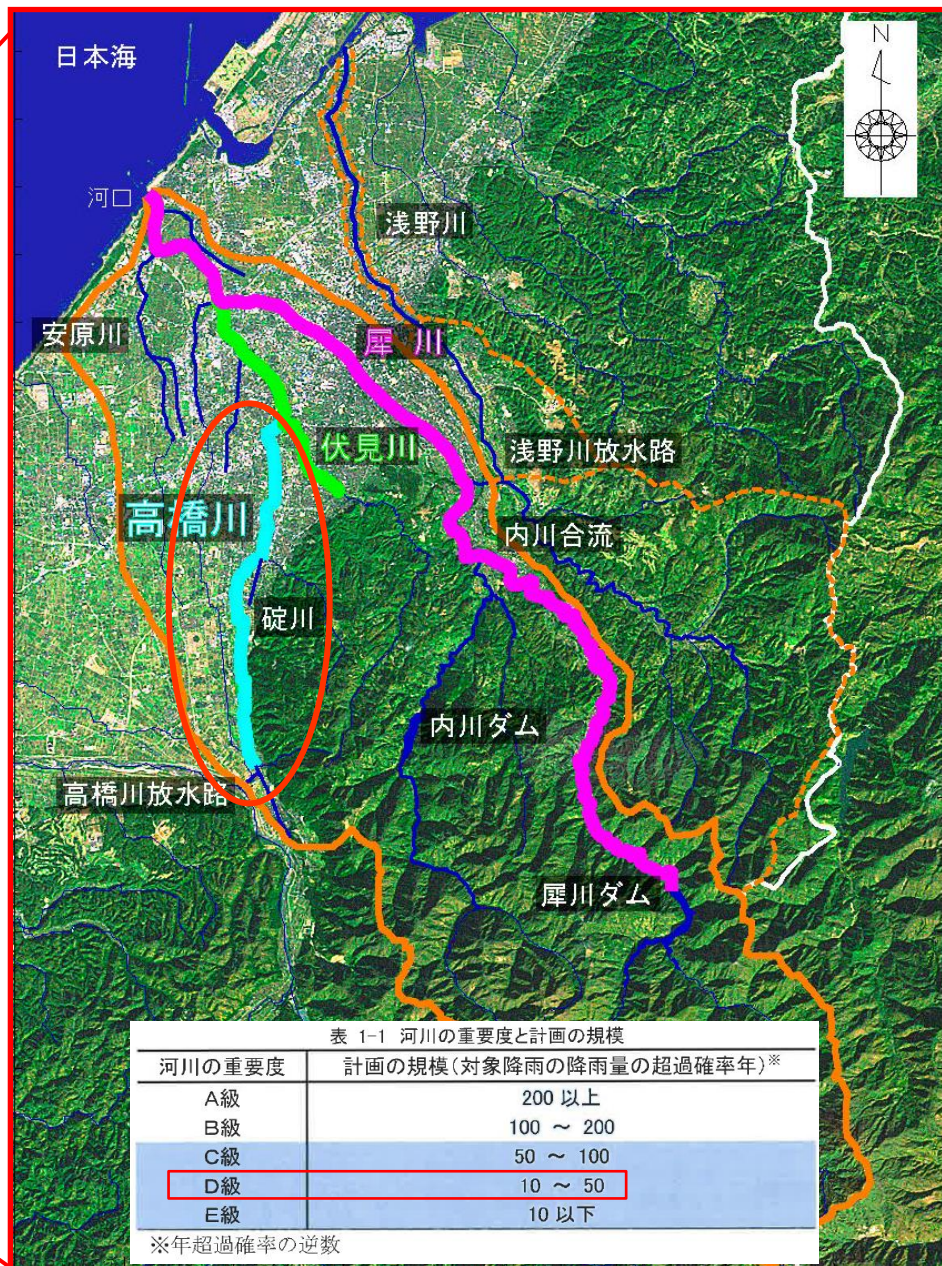 日本海
N
河口
浅野川
安原川
犀 川
伏見川
浅野川放水路
高橋川
内川合流
碇川
内川ダム
高橋川放水路
犀川ダム
表 1-1 河川の重要度と計画の規模
河川の重要度 計画の規模(対象降雨の降雨量の超過確率年)※
A級 200 以上
B級 100 ～ 200
C級 50 ～ 100
D級 10 ～ 50
E級 10 以下
※年超過確率の逆数